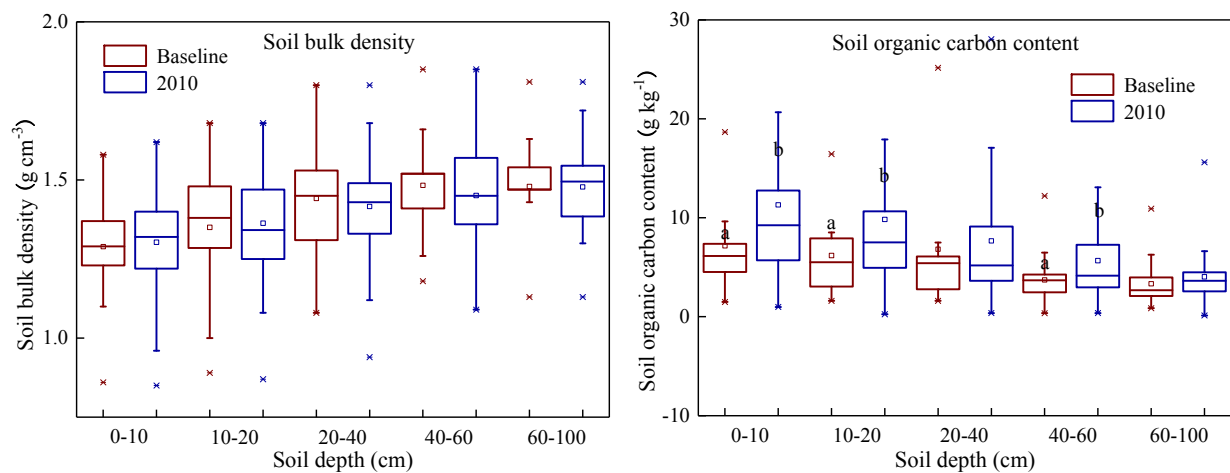 Soil bulk density
Baseline
2010
2.0
1.5
1.0
Soil bulk density (g cm⁻³)
0-10 10-20 20-40 40-60 60-100
Soil depth (cm)
Soil organic carbon content
Baseline
2010
30
20
10
0
-10
Soil organic carbon content (g kg⁻¹)
a b a b a b
0-10 10-20 20-40 40-60 60-100
Soil depth (cm)